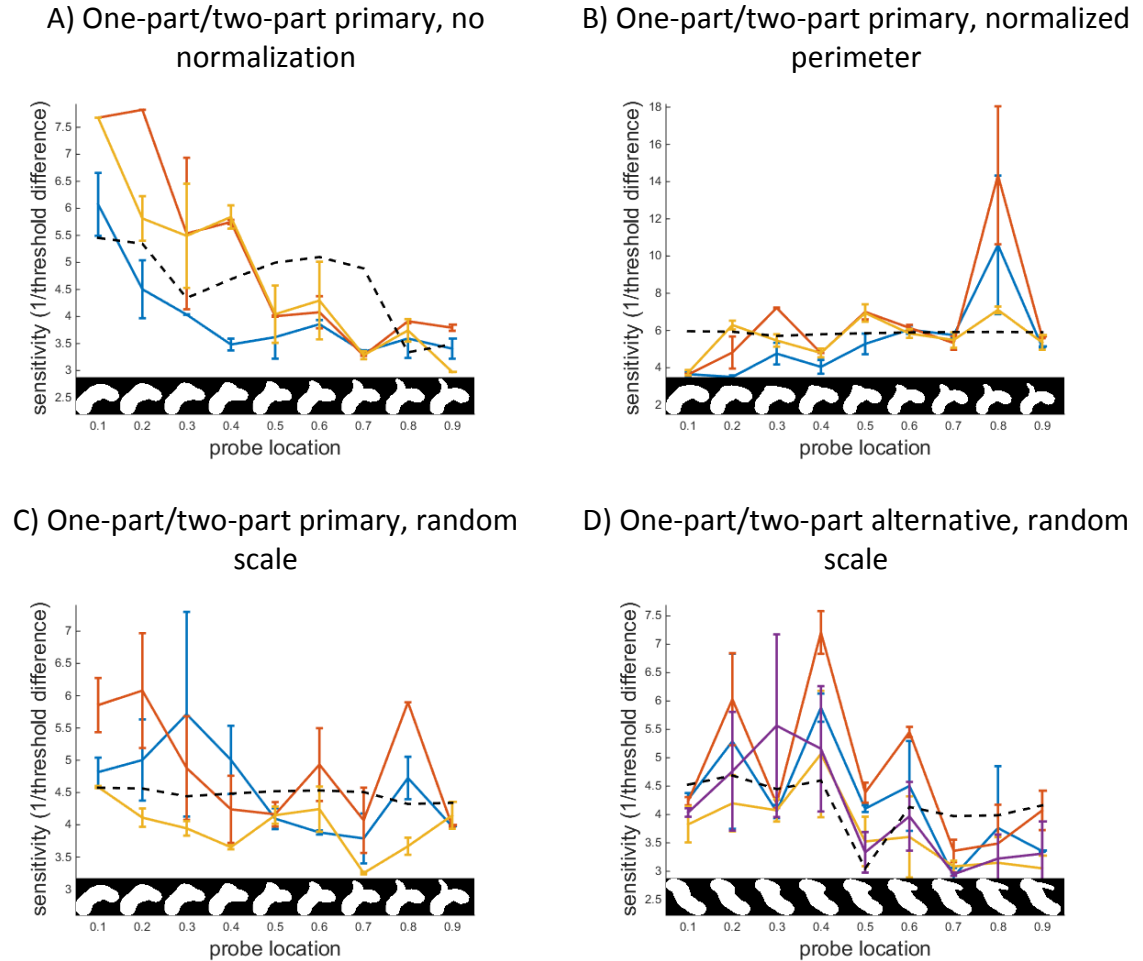 A) One-part/two-part primary, no
normalization
B) One-part/two-part primary, normalized
perimeter
sensitivity (1/threshold difference)
7.5
7
6.5
6
5.5
5
4.5
4
3.5
3
2.5
0.1 0.2 0.3 0.4 0.5 0.6 0.7 0.8 0.9
probe location
sensitivity (1/threshold difference)
18
16
14
12
10
8
6
4
2
0.1 0.2 0.3 0.4 0.5 0.6 0.7 0.8 0.9
probe location
C) One-part/two-part primary, random
scale
D) One-part/two-part alternative, random
scale
sensitivity (1/threshold difference)
7
6.5
6
5.5
5
4.5
4
3.5
3
0.1 0.2 0.3 0.4 0.5 0.6 0.7 0.8 0.9
probe location
sensitivity (1/threshold difference)
7.5
7
6.5
6
5.5
5
4.5
4
3.5
3
2.5
0.1 0.2 0.3 0.4 0.5 0.6 0.7 0.8 0.9
probe location